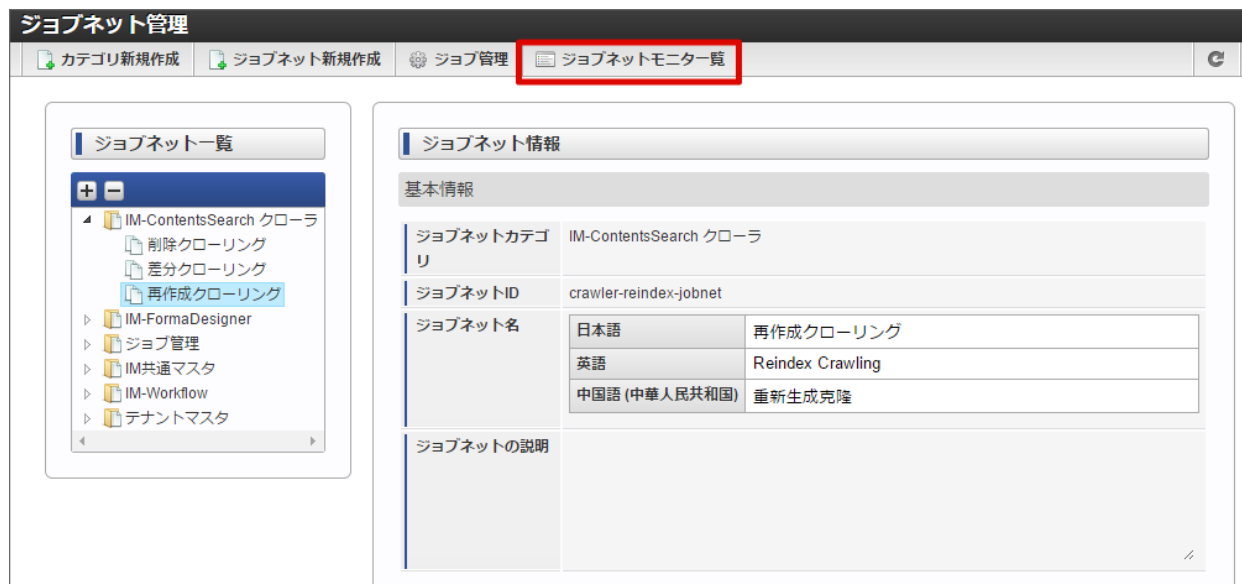 ジョブネット管理
カテゴリ新規作成 ジョブネット新規作成 ジョブ管理 ジョブネットモニタ一覧
ジョブネット一覧
IM-ContentsSearch クローラ
削除クローリング
差分クローリング
再作成クローリング
IM-FormaDesigner
ジョブ管理
IM共通マスタ
IM-Workflow
テナントマスタ
ジョブネット情報
基本情報
ジョブネットカテゴ IM-ContentsSearch クローラ
リ
ジョブネットID crawler-reindex-jobnet
ジョブネット名 日本語 再作成クローリング
英語 Reindex Crawling
中国語 (中華人民共和国) 重新生成克隆
ジョブネットの説明